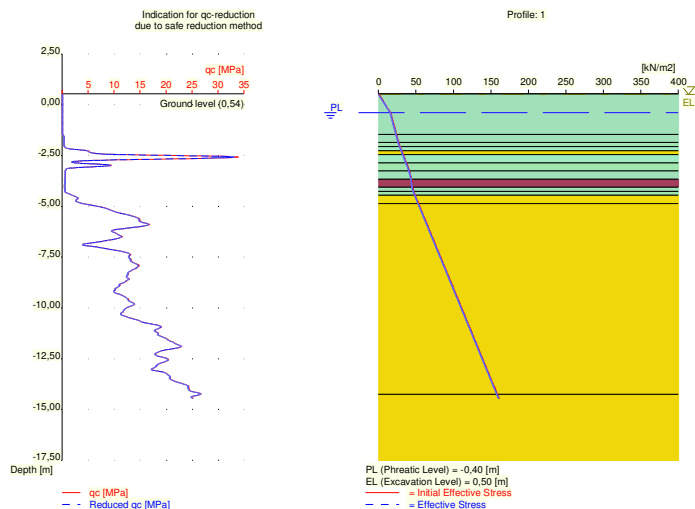 Indication for qc-reduction
due to safe reduction method
2,50
qc [MPa]
5 10 15 20 25 30 35
0,00
Ground level (0,54)
-2,50
-5,00
-7,50
-10,00
-12,50
-15,00
-17,50
Depth [m]
qc [MPa]
Reduced qc [MPa]
Profile: 1
[kN/m2]
0 50 100 150 200 250 300 350 400
EL
PL
PL (Phreatic Level) = -0,40 [m]
EL (Excavation Level) = 0,50 [m]
= Initial Effective Stress
= Effective Stress